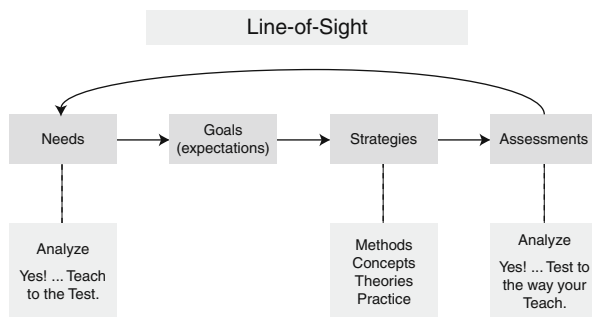 Line-of-Sight
Needs
Goals
(expectations)
Strategies
Assessments
Analyze
Yes! ... Teach
to the Test.
Methods
Concepts
Theories
Practice
Analyze
Yes! ... Test to
the way your
Teach.